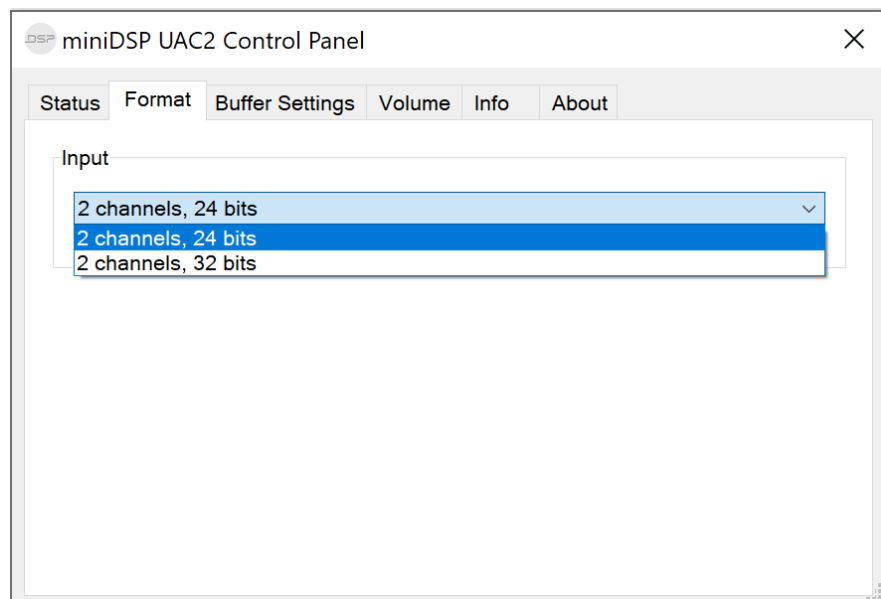 DSP miniDSP UAC2 Control Panel
Status Format Buffer Settings Volume Info About
Input
2 channels, 24 bits
2 channels, 24 bits
2 channels, 32 bits